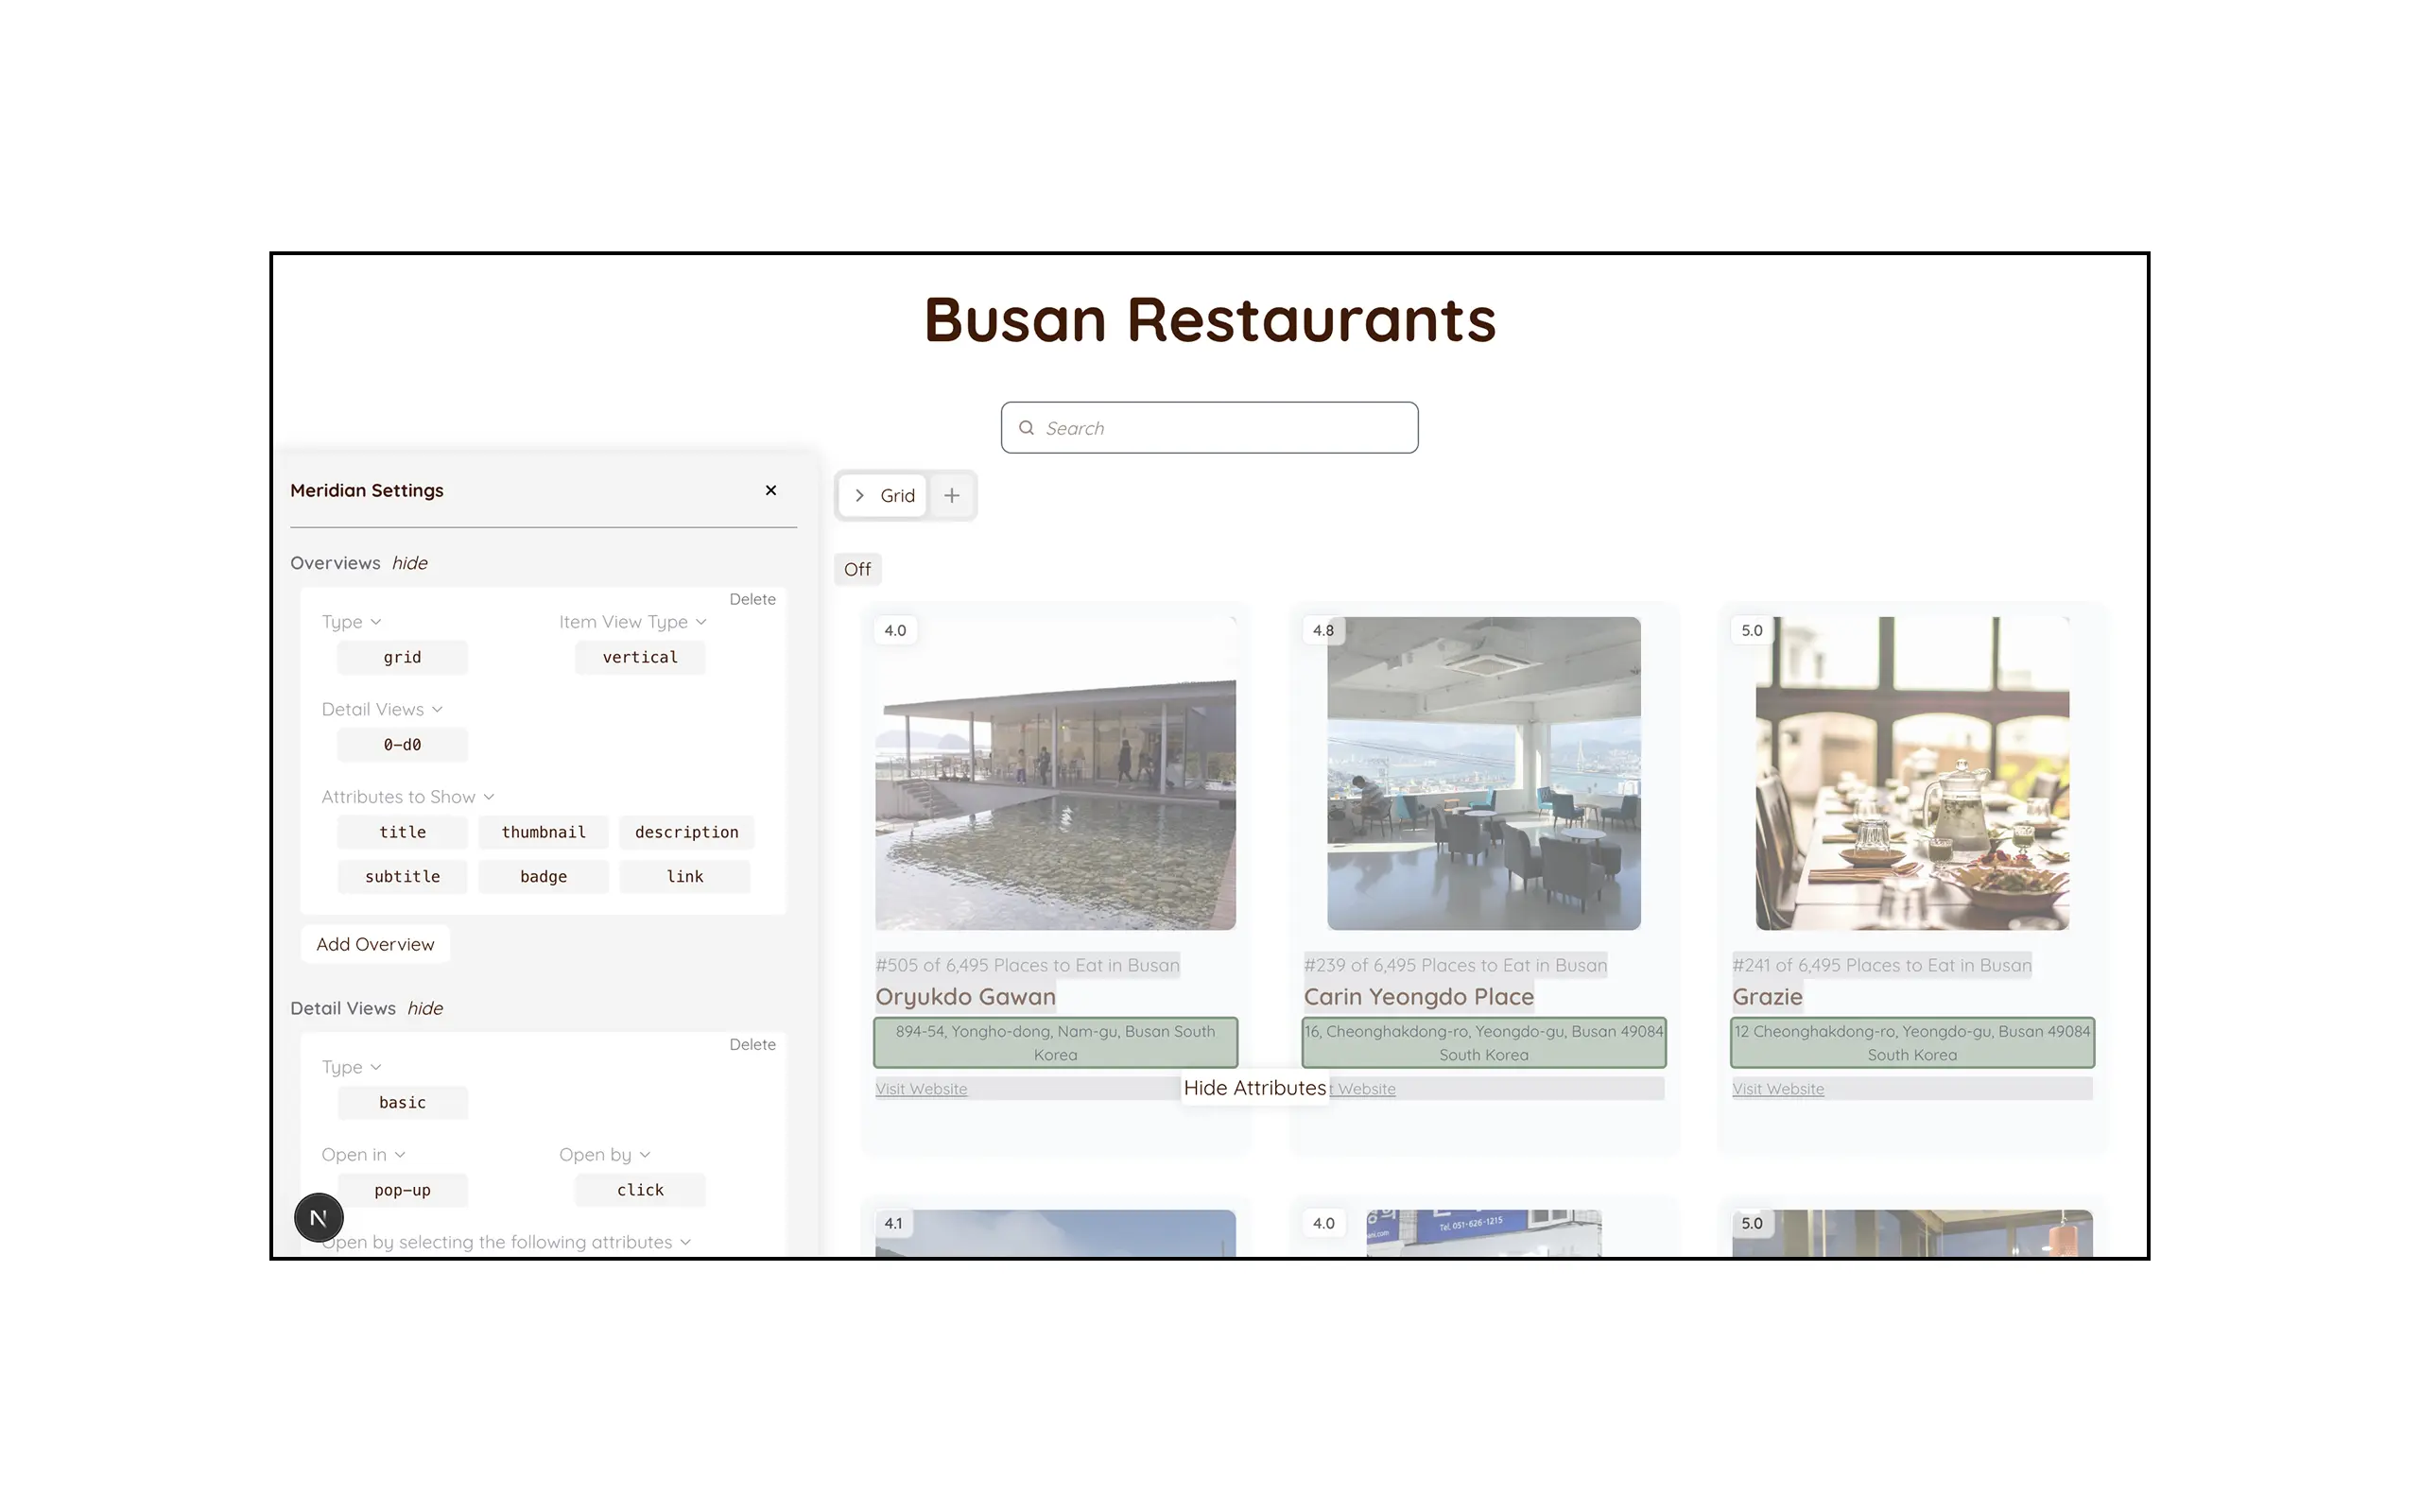 Busan Restaurants
Search
Meridian Settings
Overviews hide
Delete
Type
Item View Type
grid
vertical
Detail Views
0-d0
Attributes to Show
title
thumbnail
description
subtitle
badge
link
Add Overview
Detail Views hide
Delete
Type
basic
Open in
Open by
pop-up
click
N
Open by selecting the following attributes
Grid
Off
4.0
#505 of 6,495 Places to Eat in Busan
Oryukdo Gawan
894-54, Yongho-dong, Nam-gu, Busan South
Korea
Visit Website
Hide Attributes
4.8
#239 of 6,495 Places to Eat in Busan
Carin Yeongdo Place
16, Cheonghakdong-ro, Yeongdo-gu, Busan 49084
South Korea
t Website
5.0
#241 of 6,495 Places to Eat in Busan
Grazie
12 Cheonghakdong-ro, Yeongdo-gu, Busan 49084
South Korea
Visit Website
4.1
4.0
Tel. 051-626-1215
5.0